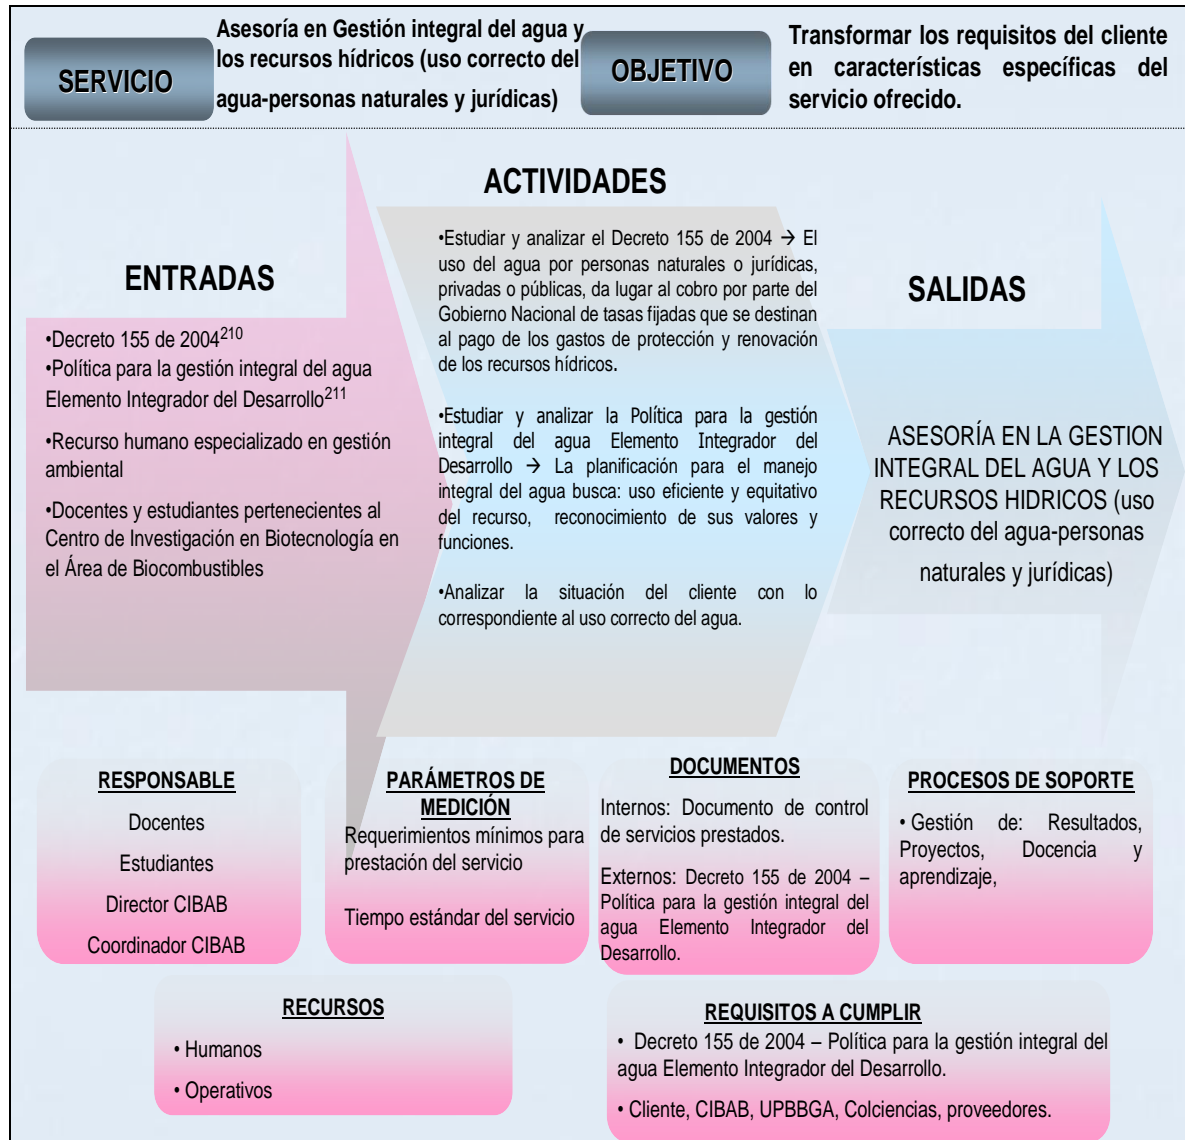 SERVICIO
Asesoría en Gestión integral del agua y
los recursos hídricos (uso correcto del
agua-personas naturales y jurídicas)
OBJETIVO
Transformar los requisitos del cliente
en características específicas del
servicio ofrecido.
ENTRADAS
•Decreto 155 de 2004210
•Política para la gestión integral del agua
Elemento Integrador del Desarrollo211
•Recurso humano especializado en gestión
ambiental
•Docentes y estudiantes pertenecientes al
Centro de Investigación en Biotecnología en
el Área de Biocombustibles
ACTIVIDADES
•Estudiar y analizar el Decreto 155 de 2004 → El
uso del agua por personas naturales o jurídicas,
privadas o públicas, da lugar al cobro por parte del
Gobierno Nacional de tasas fijadas que se destinan
al pago de los gastos de protección y renovación
de los recursos hídricos.
•Estudiar y analizar la Política para la gestión
integral del agua Elemento Integrador del
Desarrollo → La planificación para el manejo
integral del agua busca: uso eficiente y equitativo
del recurso, reconocimiento de sus valores y
funciones.
•Analizar la situación del cliente con lo
correspondiente al uso correcto del agua.
SALIDAS
ASESORÍA EN LA GESTION
INTEGRAL DEL AGUA Y LOS
RECURSOS HIDRICOS (uso
correcto del agua-personas
naturales y jurídicas)
RESPONSABLE
Docentes
Estudiantes
Director CIBAB
Coordinador CIBAB
PARÁMETROS DE
MEDICIÓN
Requerimientos mínimos para
prestación del servicio
Tiempo estándar del servicio
DOCUMENTOS
Internos: Documento de control
de servicios prestados.
Externos: Decreto 155 de 2004 –
Política para la gestión integral del
agua Elemento Integrador del
Desarrollo.
PROCESOS DE SOPORTE
• Gestión de: Resultados,
Proyectos, Docencia y
aprendizaje,
RECURSOS
• Humanos
• Operativos
REQUISITOS A CUMPLIR
• Decreto 155 de 2004 – Política para la gestión integral del
agua Elemento Integrador del Desarrollo.
• Cliente, CIBAB, UPBBGA, Colciencias, proveedores.